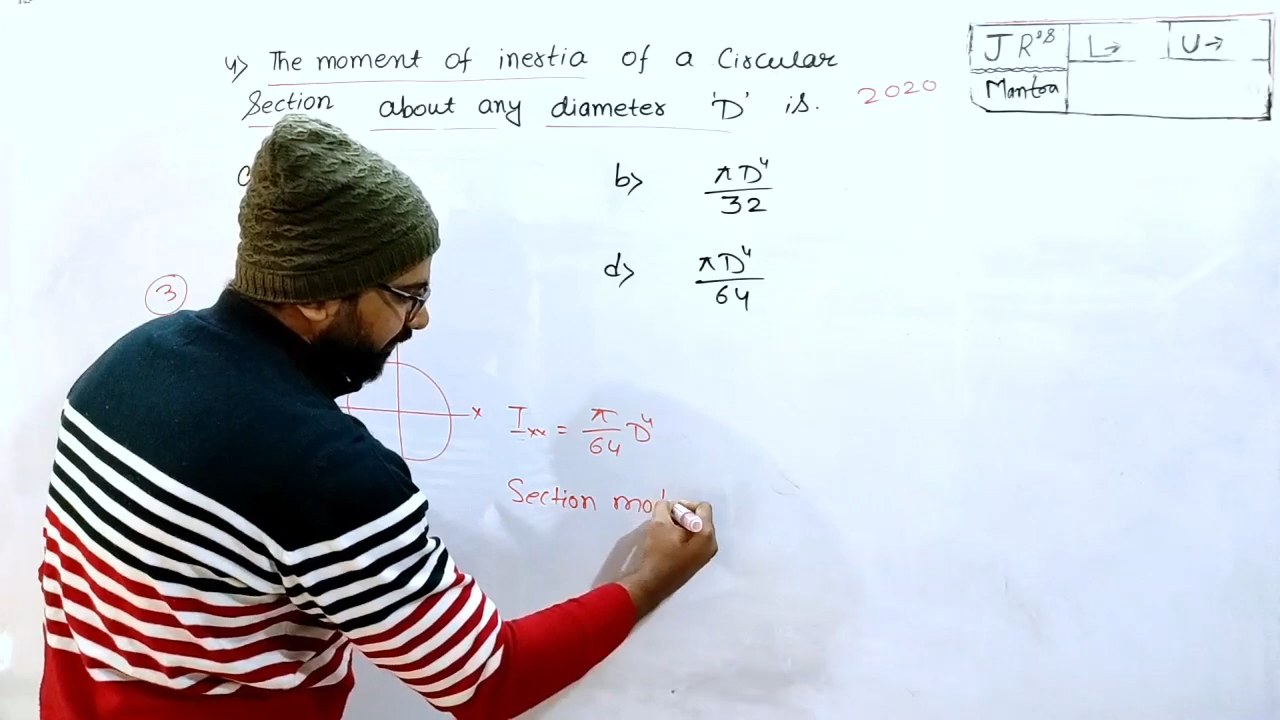 4> The moment of inertia of a Circular
Section about any diameter 'D' is. 2020
JR's
L→
U→
Mantra
b> πD⁴/32
d> πD⁴/64
3
x
Ixx = π/64 D⁴
Section mod